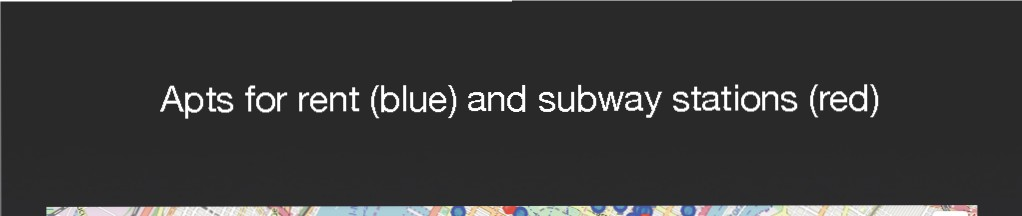 Apts for rent (blue) and subway stations (red)